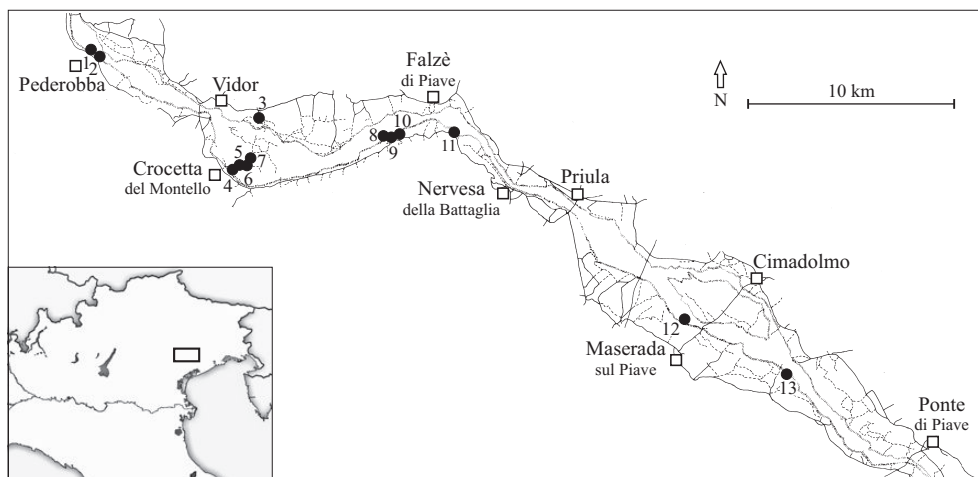 Falzè
di Piave
Vidor
N
10 km
1
2
Pederobba
3
8
10
9
11
5
7
4
6
Crocetta
del Montello
Nervesa
della Battaglia
Priula
Cimadolmo
12
Maserada
sul Piave
13
Ponte
di Piave